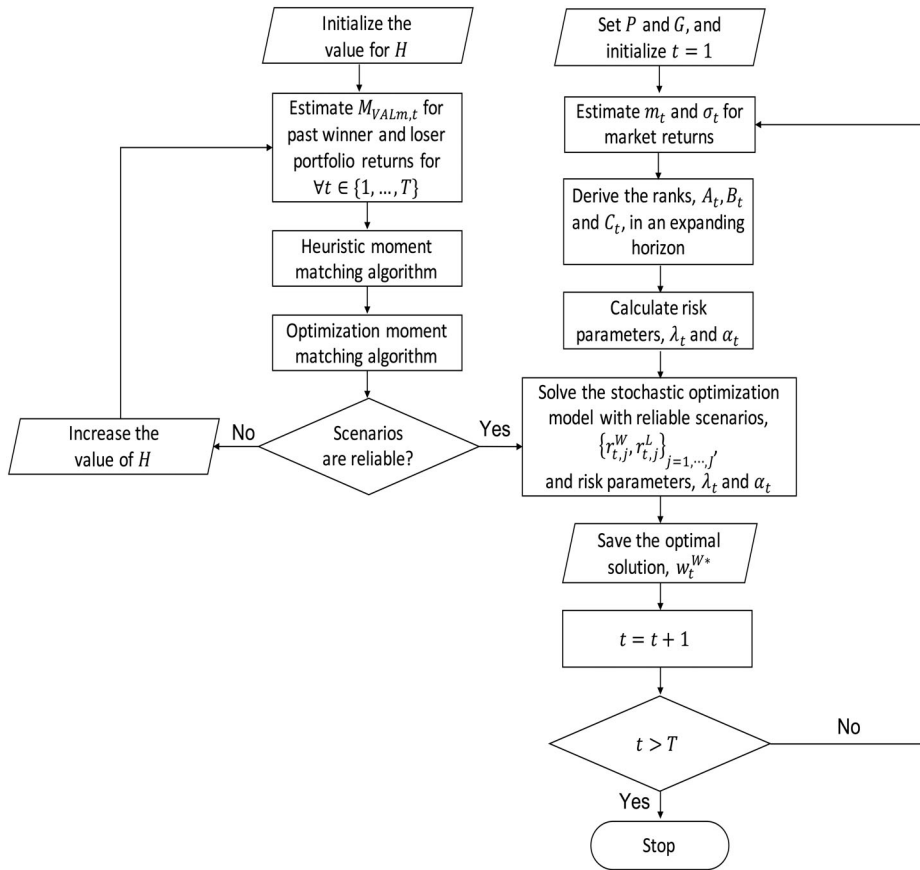 Initialize the
value for H
Estimate M_{VALm,t} for
past winner and loser
portfolio returns for
∀t ∈ {1, ..., T}
Heuristic moment
matching algorithm
Optimization moment
matching algorithm
Scenarios
are reliable?
No
Yes
Increase the
value of H
Set P and G, and
initialize t = 1
Estimate m_t and σ_t for
market returns
Derive the ranks, A_t, B_t
and C_t, in an expanding
horizon
Calculate risk
parameters, λ_t and α_t
Solve the stochastic optimization
model with reliable scenarios,
{r_{t,j}^W, r_{t,j}^L}_{j=1,⋯,J},
and risk parameters, λ_t and α_t
Save the optimal
solution, w_t^{W*}
t = t + 1
t > T
No
Yes
Stop